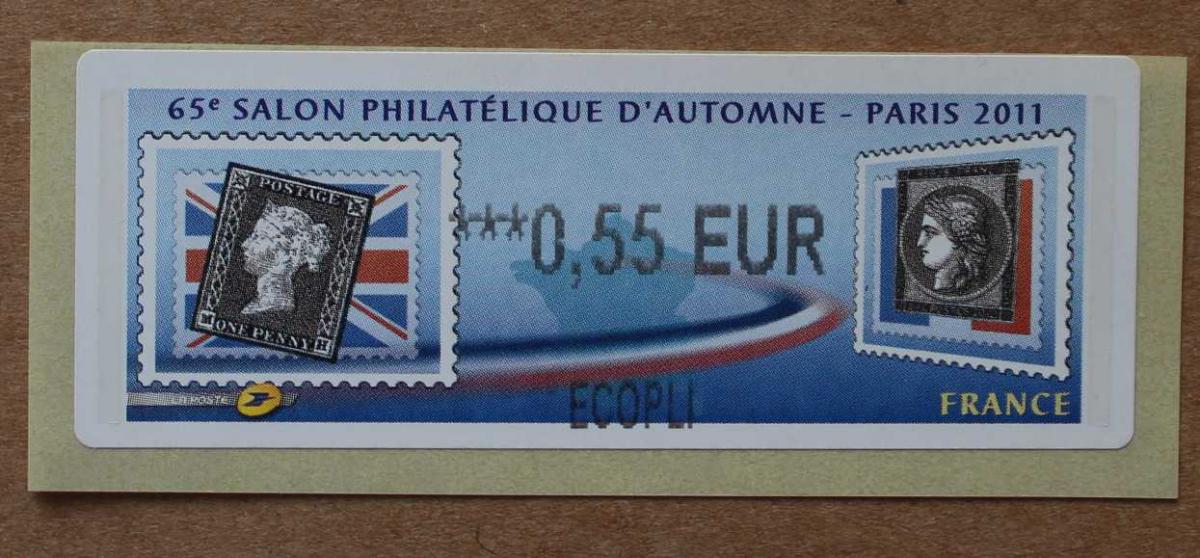 65e SALON PHILATÉLIQUE D'AUTOMNE - PARIS 2011
POSTAGE
ONE PENNY
M H
***0,55 EUR
LA POSTE
ECOPLI
FRANCE